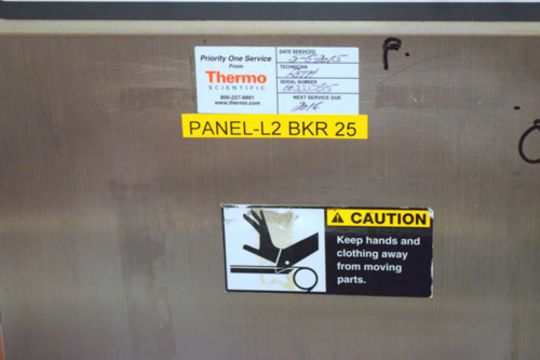 Priority One Service
From
Thermo
SCIENTIFIC
800-227-8891
www.thermo.com
DATE SERVICED
TECHNICIAN
SERIAL NUMBER
NEXT SERVICE DUE
2016
P.
PANEL-L2 BKR 25
CAUTION
Keep hands and
clothing away
from moving
parts.